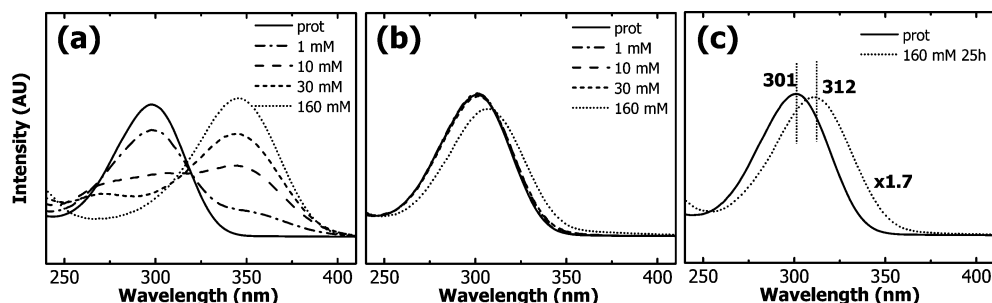 Intensity (AU)
(a)
prot
1 mM
10 mM
30 mM
160 mM
250 300 350 400
Wavelength (nm)
(b)
prot
1 mM
10 mM
30 mM
160 mM
250 300 350 400
Wavelength (nm)
(c)
prot
160 mM 25h
301
312
x1.7
250 300 350 400
Wavelength (nm)